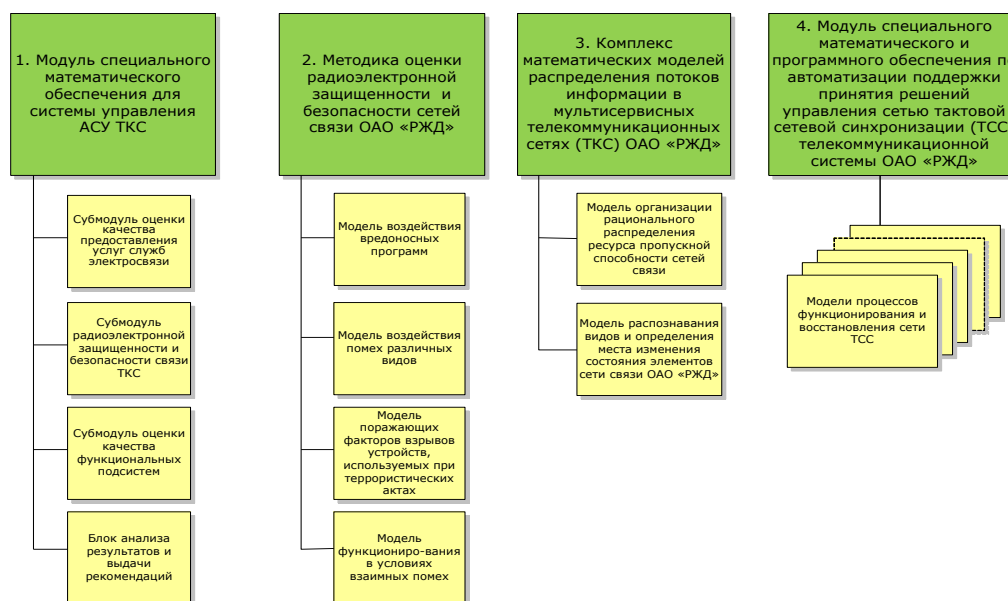 1. Модуль специального
математического
обеспечения для
системы управления
АСУ ТКС
Субмодуль оценки
качества
предоставления
услуг служб
электросвязи
Субмодуль
радиоэлектронной
защищенности и
безопасности связи
ТКС
Субмодуль оценки
качества
функциональных
подсистем
Блок анализа
результатов и
выдачи
рекомендаций
2. Методика оценки
радиоэлектронной
защищенности и
безопасности сетей
связи ОАО «РЖД»
Модель воздействия
вредоносных
программ
Модель воздействия
помех различных
видов
Модель
поражающих
факторов взрывов
устройств,
используемых при
террористических
актах
Модель
функциониро-вания
в условиях
взаимных помех
3. Комплекс
математических моделей
распределения потоков
информации в
мультисервисных
телекоммуникационных
сетях (ТКС) ОАО «РЖД»
Модель организации
рационального
распределения
ресурса пропускной
способности сетей
связи
Модель распознавания
видов и определения
места изменения
состояния элементов
сети связи ОАО «РЖД»
4. Модуль специального
математического и
программного обеспечения
автоматизации поддержки
принятия решений
управления сетью тактовой
сетевой синхронизации (ТСС
телекоммуникационной
системы ОАО «РЖД»
Модели процессов
функционирования и
восстановления сети
ТСС